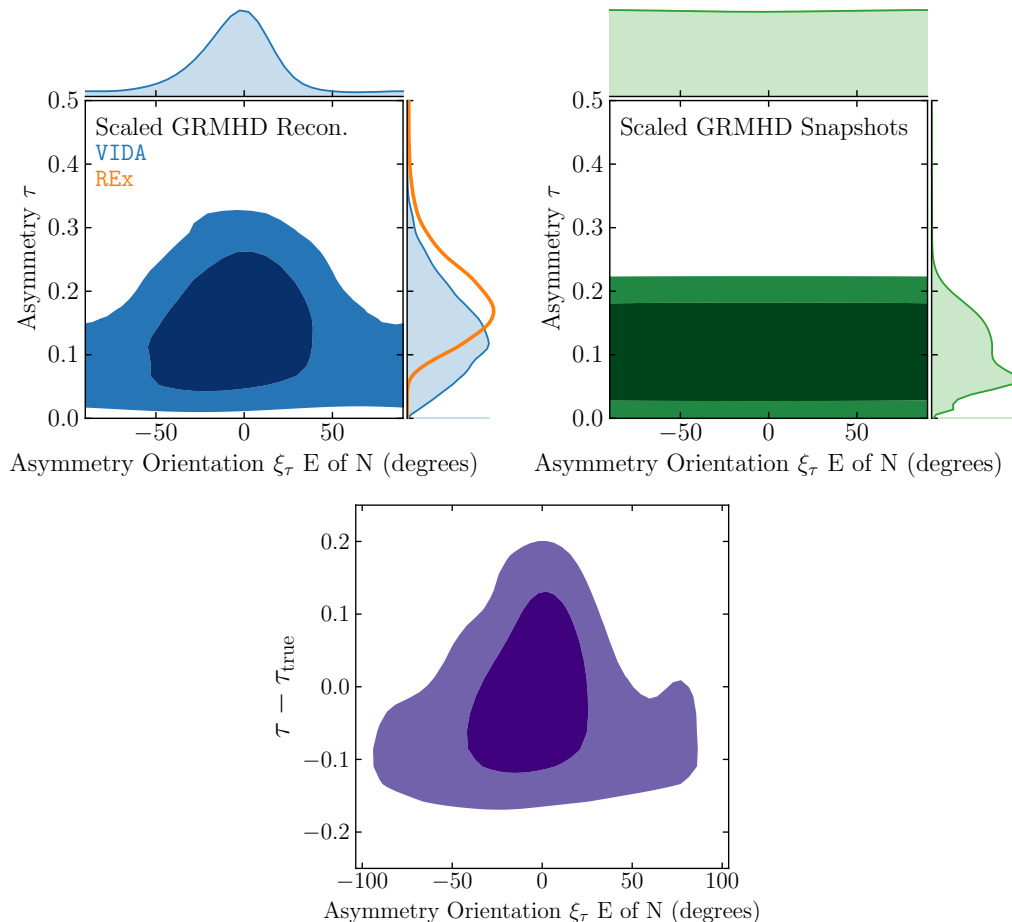 0.5
0.4
0.3
0.2
0.1
0.0
Asymmetry τ
Scaled GRMHD Recon.
VIDA
REx
−50 0 50
Asymmetry Orientation ξτ E of N (degrees)
0.5
0.4
0.3
0.2
0.1
0.0
Asymmetry τ
Scaled GRMHD Snapshots
−50 0 50
Asymmetry Orientation ξτ E of N (degrees)
0.2
0.1
0.0
−0.1
−0.2
τ − τtrue
−100 −50 0 50 100
Asymmetry Orientation ξτ E of N (degrees)